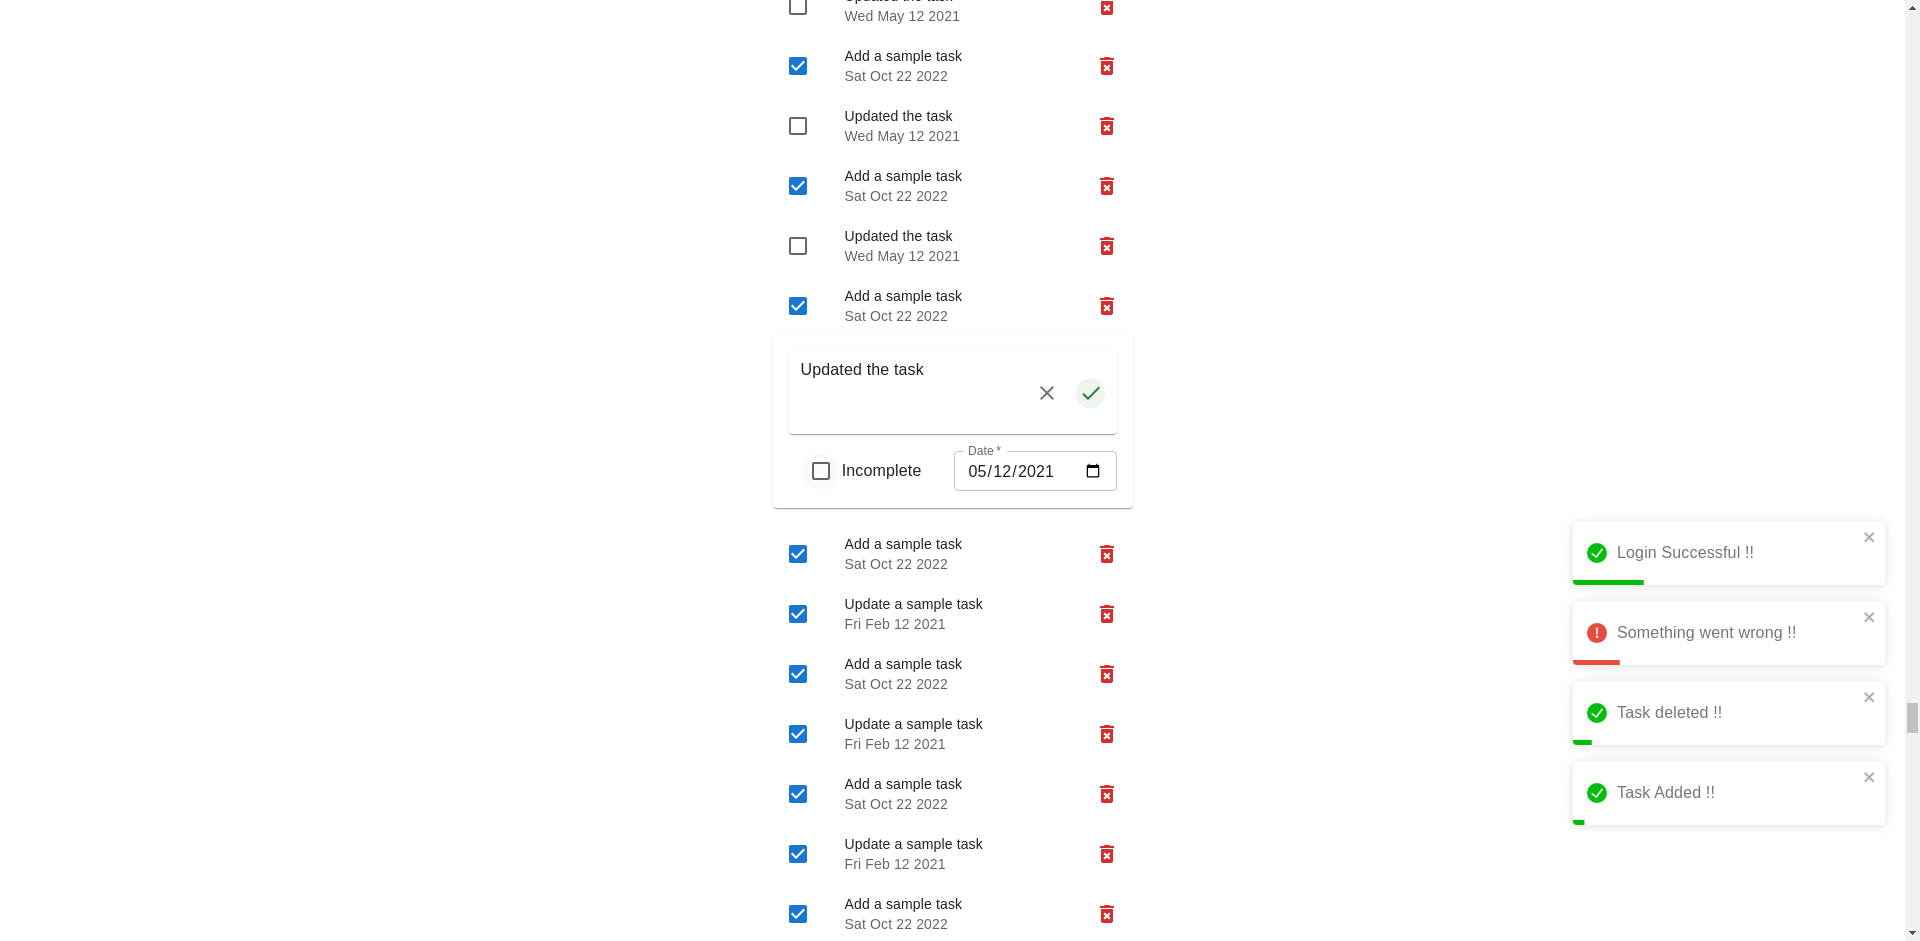 Updated the task
Wed May 12 2021
Add a sample task
Sat Oct 22 2022
Updated the task
Wed May 12 2021
Add a sample task
Sat Oct 22 2022
Updated the task
Wed May 12 2021
Add a sample task
Sat Oct 22 2022
Updated the task
Incomplete
Date *
05/12/2021
Add a sample task
Sat Oct 22 2022
Update a sample task
Fri Feb 12 2021
Add a sample task
Sat Oct 22 2022
Update a sample task
Fri Feb 12 2021
Add a sample task
Sat Oct 22 2022
Update a sample task
Fri Feb 12 2021
Add a sample task
Sat Oct 22 2022
Login Successful !!
Something went wrong !!
Task deleted !!
Task Added !!